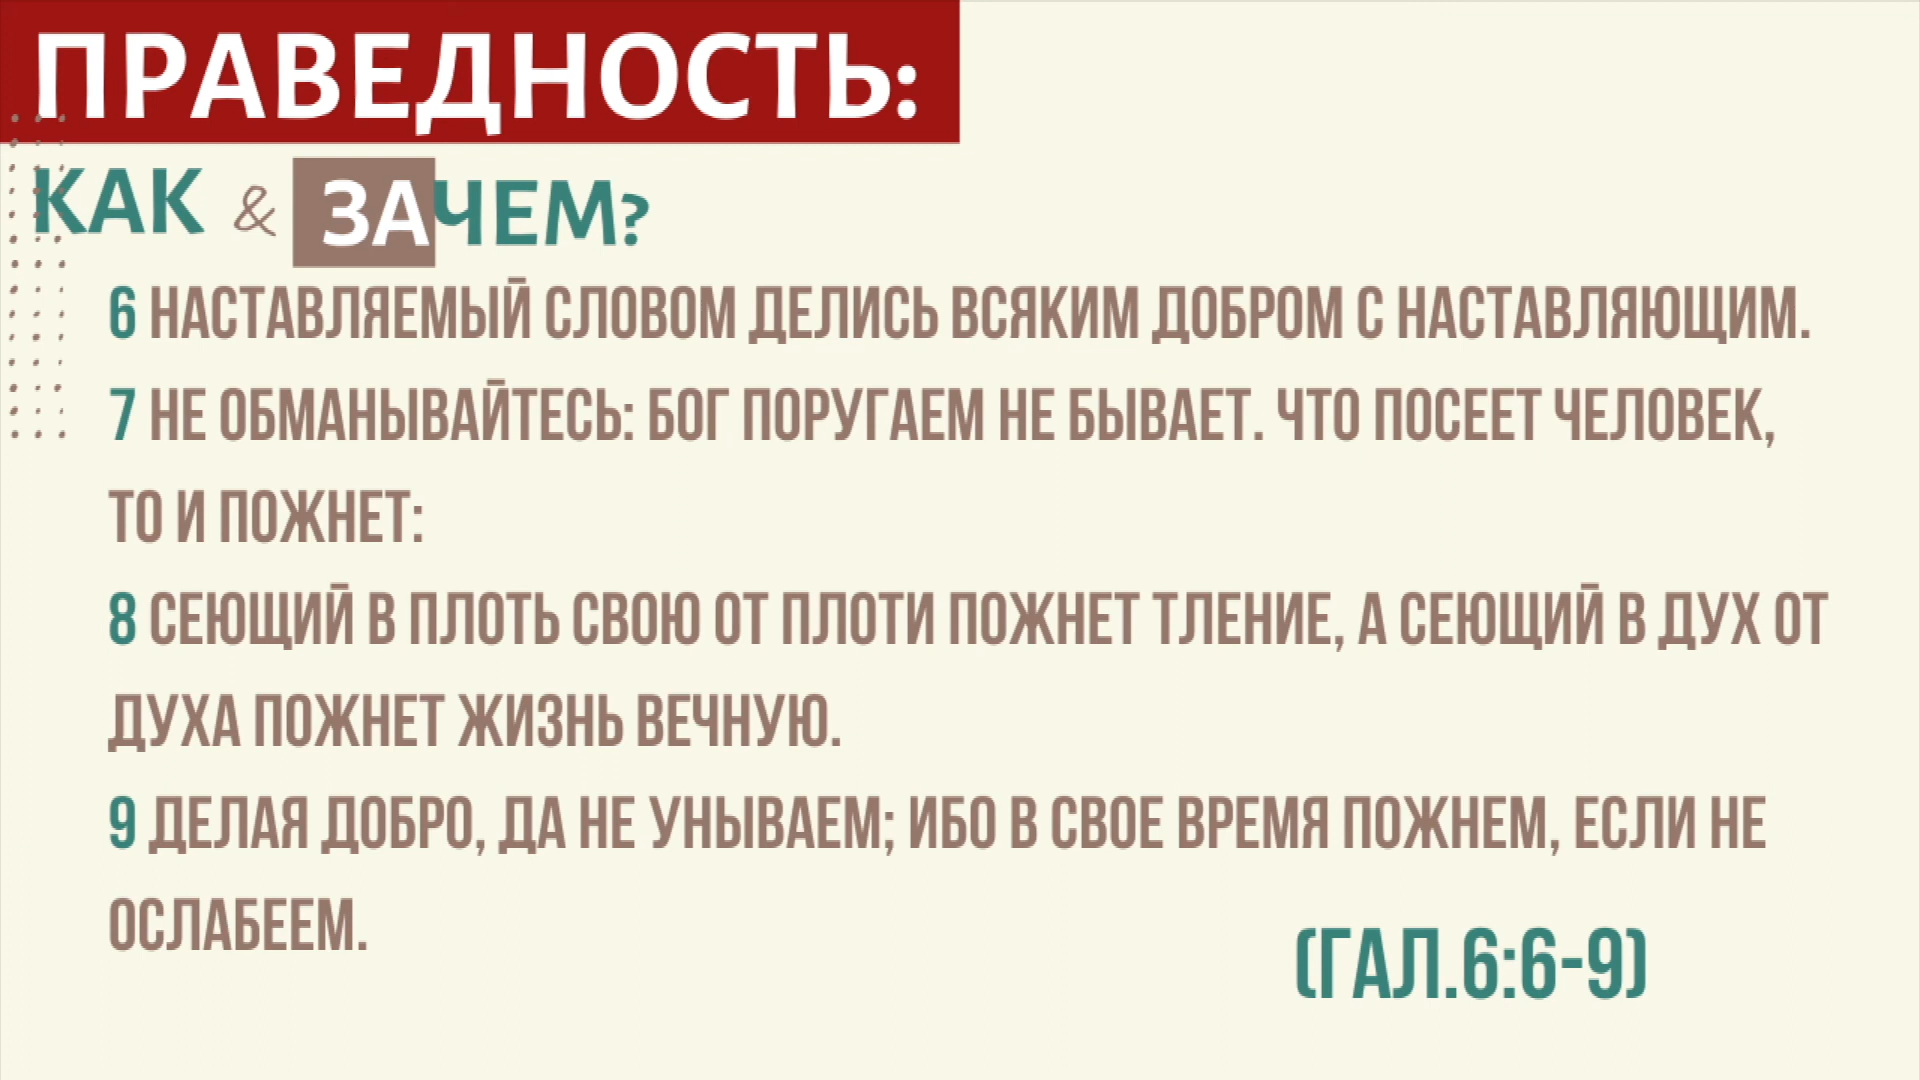 ПРАВЕДНОСТЬ:
КАК & ЗАЧЕМ?
6 НАСТАВЛЯЕМЫЙ СЛОВОМ ДЕЛИСЬ ВСЯКИМ ДОБРОМ С НАСТАВЛЯЮЩИМ.
7 НЕ ОБМАНЫВАЙТЕСЬ: БОГ ПОРУГАЕМ НЕ БЫВАЕТ. ЧТО ПОСЕЕТ ЧЕЛОВЕК,
ТО И ПОЖНЕТ:
8 СЕЮЩИЙ В ПЛОТЬ СВОЮ ОТ ПЛОТИ ПОЖНЕТ ТЛЕНИЕ, А СЕЮЩИЙ В ДУХ ОТ
ДУХА ПОЖНЕТ ЖИЗНЬ ВЕЧНУЮ.
9 ДЕЛАЯ ДОБРО, ДА НЕ УНЫВАЕМ; ИБО В СВОЕ ВРЕМЯ ПОЖНЕМ, ЕСЛИ НЕ
ОСЛАБЕЕМ.
(ГАЛ.6:6-9)